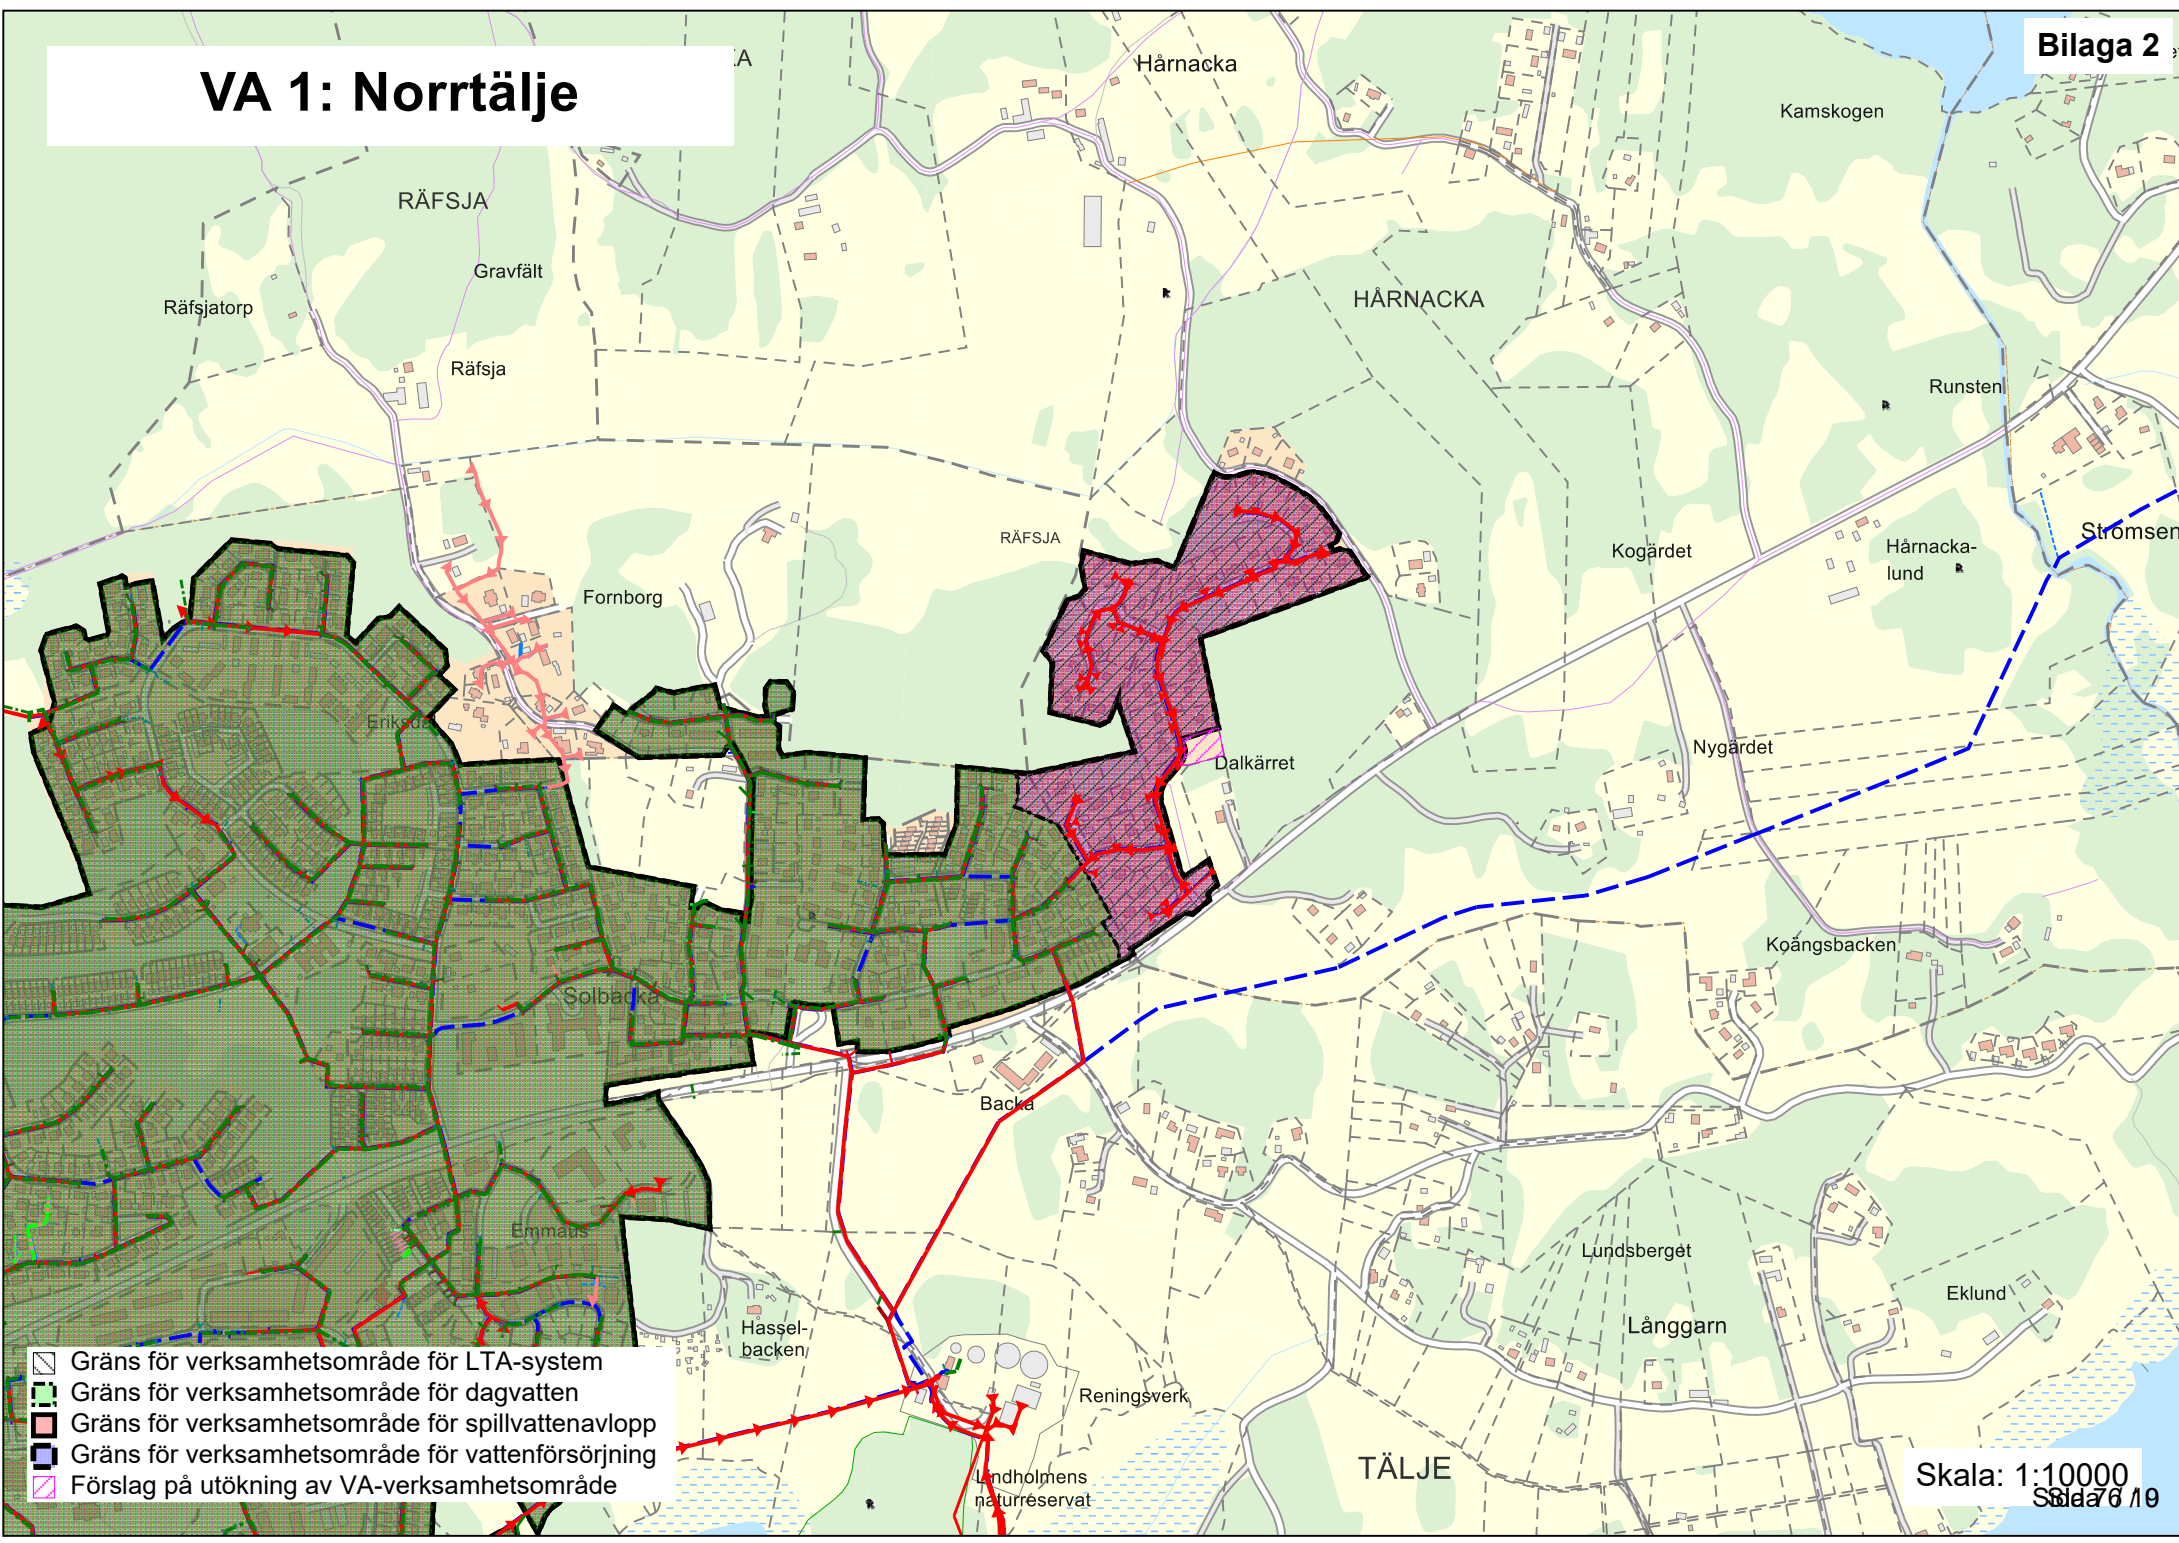 VA 1: Norrtälje
Bilaga 2
Hårnacka
Kamskogen
RÄFSJA
Gravfält
Räfsjatorp
HÅRNACKA
Räfsja
Runsten
RÄFSJA
Strömsen
Kogärdet
Hårnacka-
lund
Fornborg
Eriksdal
Nygärdet
Dalkärret
Koängsbacken
Solbacka
Backa
Emmaus
Lundsberget
Eklund
Hassel-
backen
Långgarn
Reningsverk
TÄLJE
Lindholmens
naturreservat
Gräns för verksamhetsområde för LTA-system
Gräns för verksamhetsområde för dagvatten
Gräns för verksamhetsområde för spillvattenavlopp
Gräns för verksamhetsområde för vattenförsörjning
Förslag på utökning av VA-verksamhetsområde
Skala: 1:10000